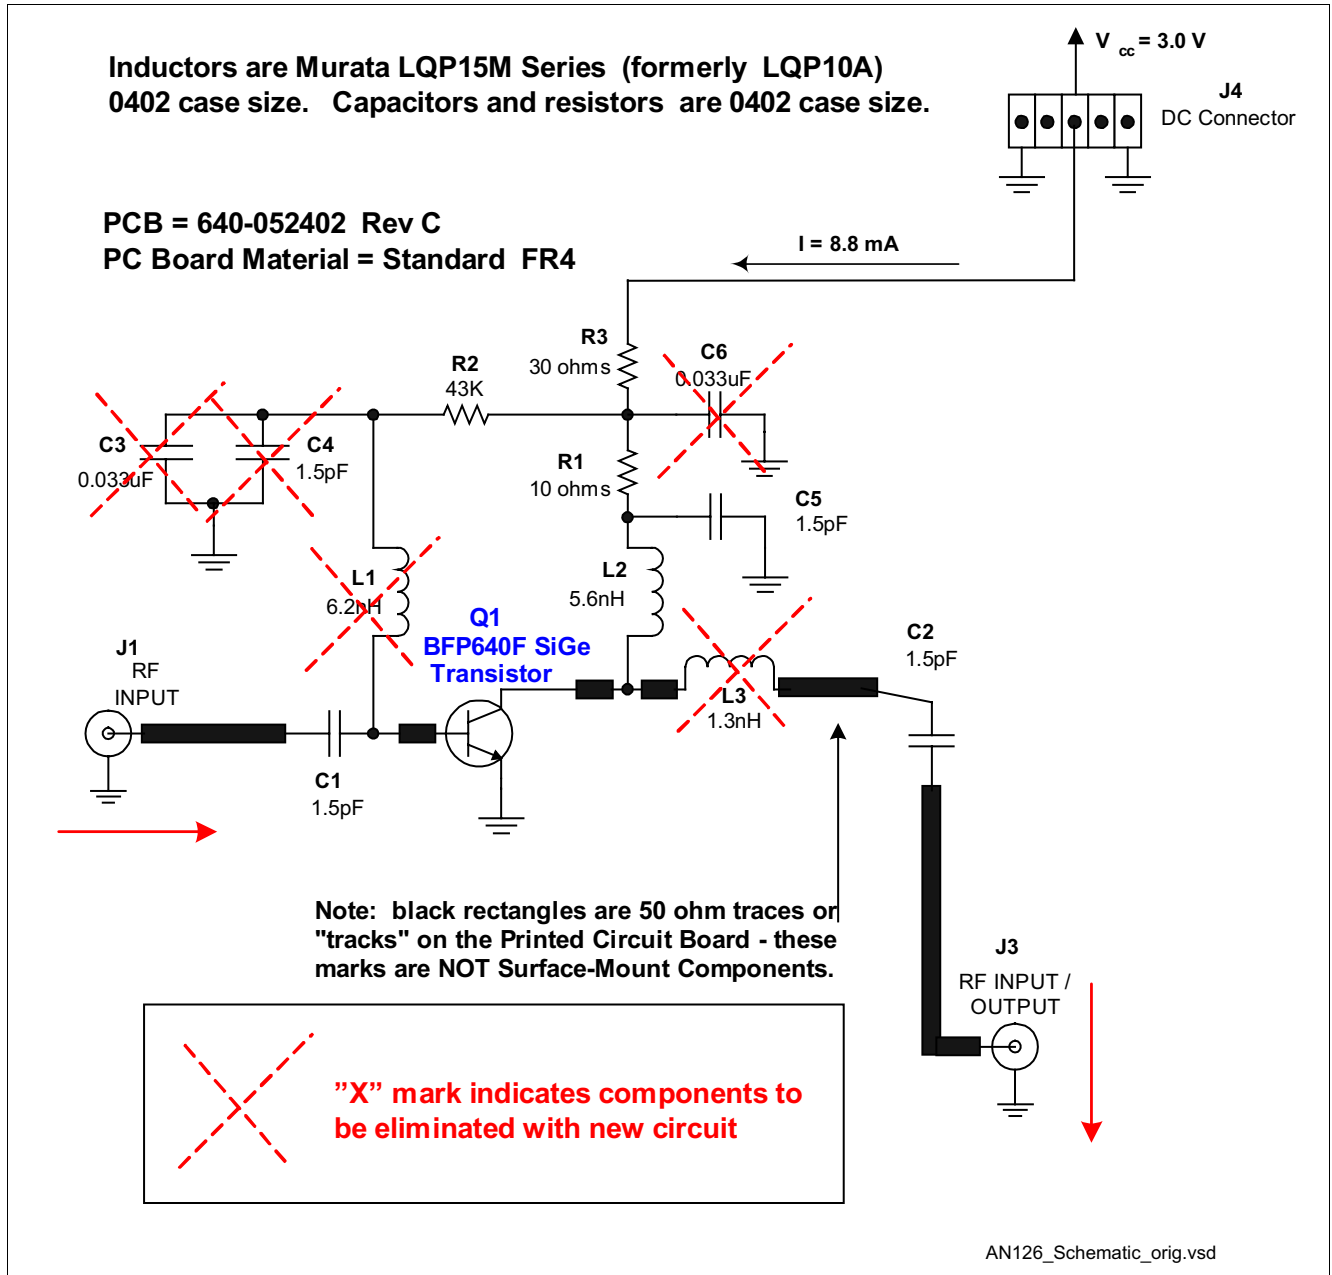 Inductors are Murata LQP15M Series (formerly LQP10A)
0402 case size. Capacitors and resistors are 0402 case size.
V cc = 3.0 V
J4
DC Connector
PCB = 640-052402 Rev C
PC Board Material = Standard FR4
I = 8.8 mA
R3
30 ohms
C6
0.033uF
R2
43K
C3
0.033uF
C4
1.5pF
R1
10 ohms
C5
1.5pF
L1
6.2nH
L2
5.6nH
Q1
BFP640F SiGe
Transistor
C2
1.5pF
J1
RF
INPUT
L3
1.3nH
C1
1.5pF
Note: black rectangles are 50 ohm traces or
"tracks" on the Printed Circuit Board - these
marks are NOT Surface-Mount Components.
J3
RF INPUT /
OUTPUT
”X” mark indicates components to
be eliminated with new circuit
AN126_Schematic_orig.vsd